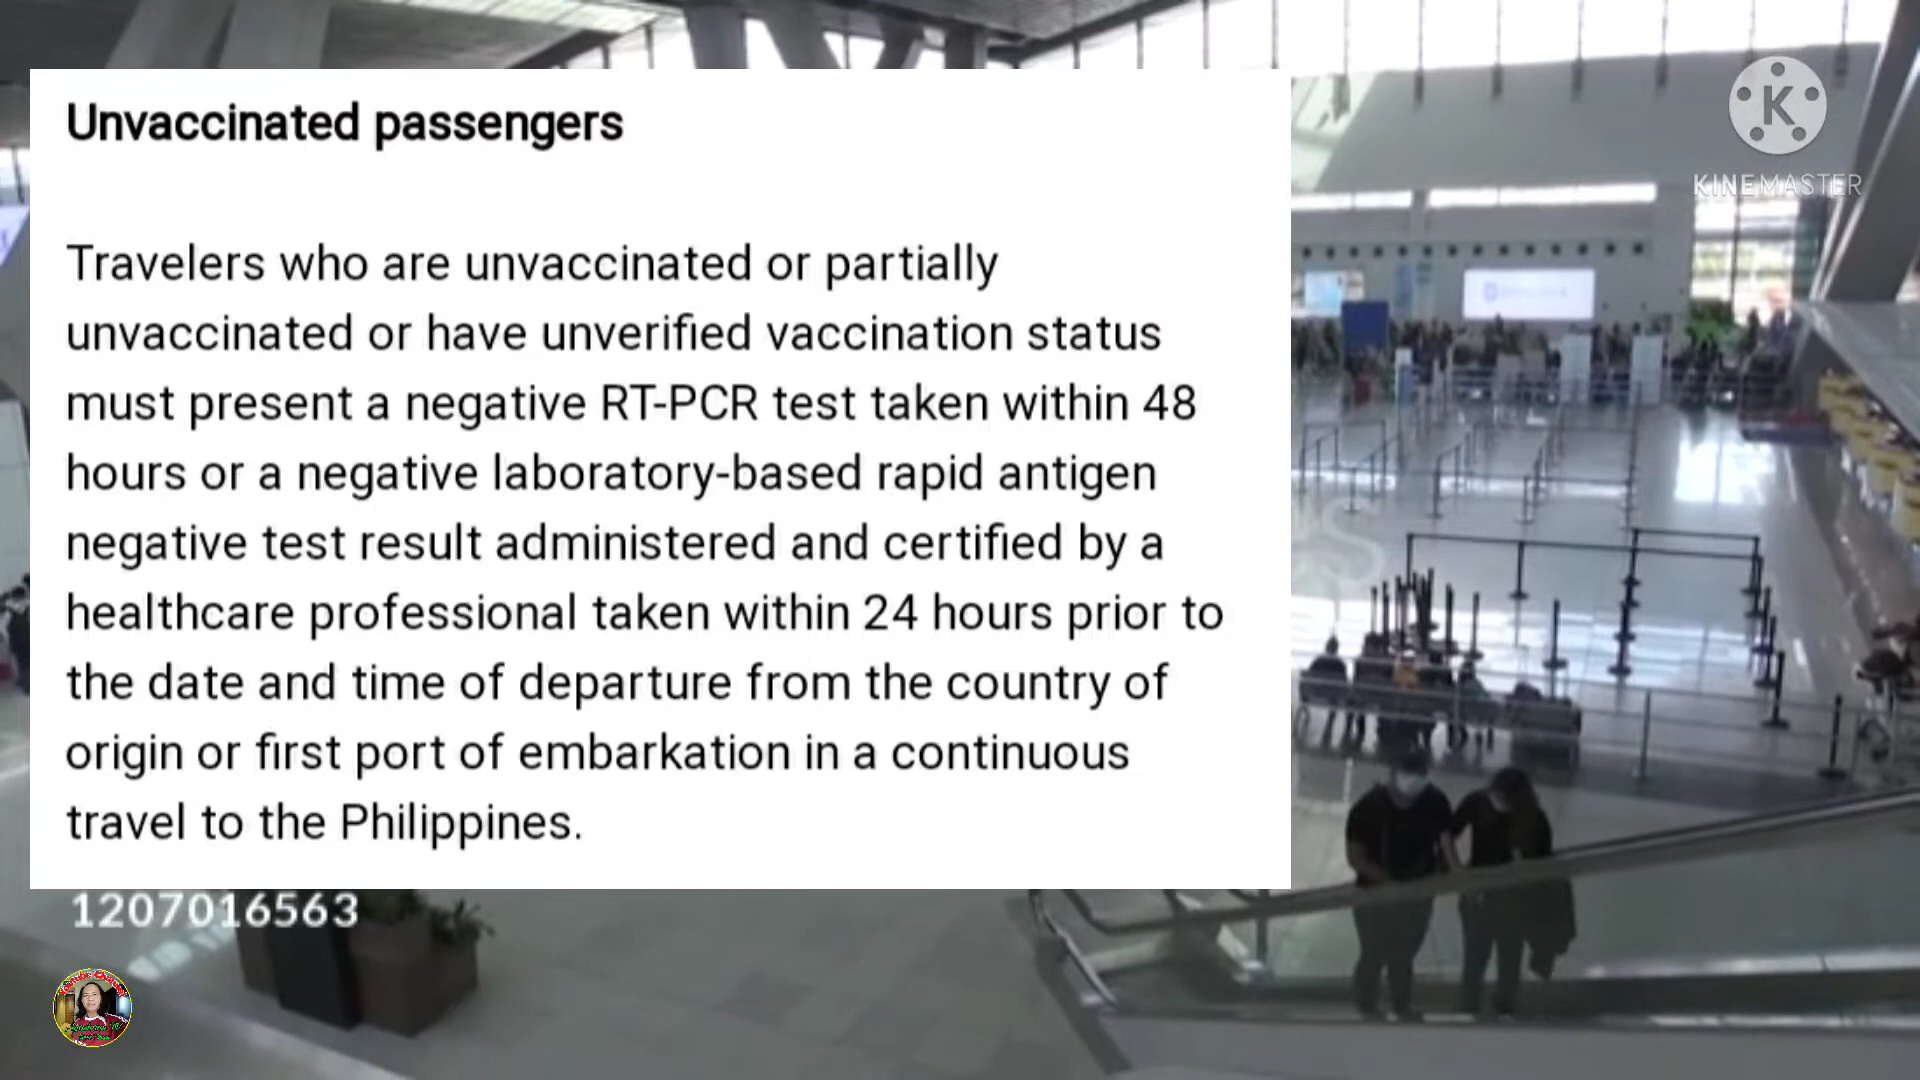 Unvaccinated passengers
Travelers who are unvaccinated or partially
unvaccinated or have unverified vaccination status
must present a negative RT-PCR test taken within 48
hours or a negative laboratory-based rapid antigen
negative test result administered and certified by a
healthcare professional taken within 24 hours prior to
the date and time of departure from the country of
origin or first port of embarkation in a continuous
travel to the Philippines.
K
KINEMASTER
1207016563